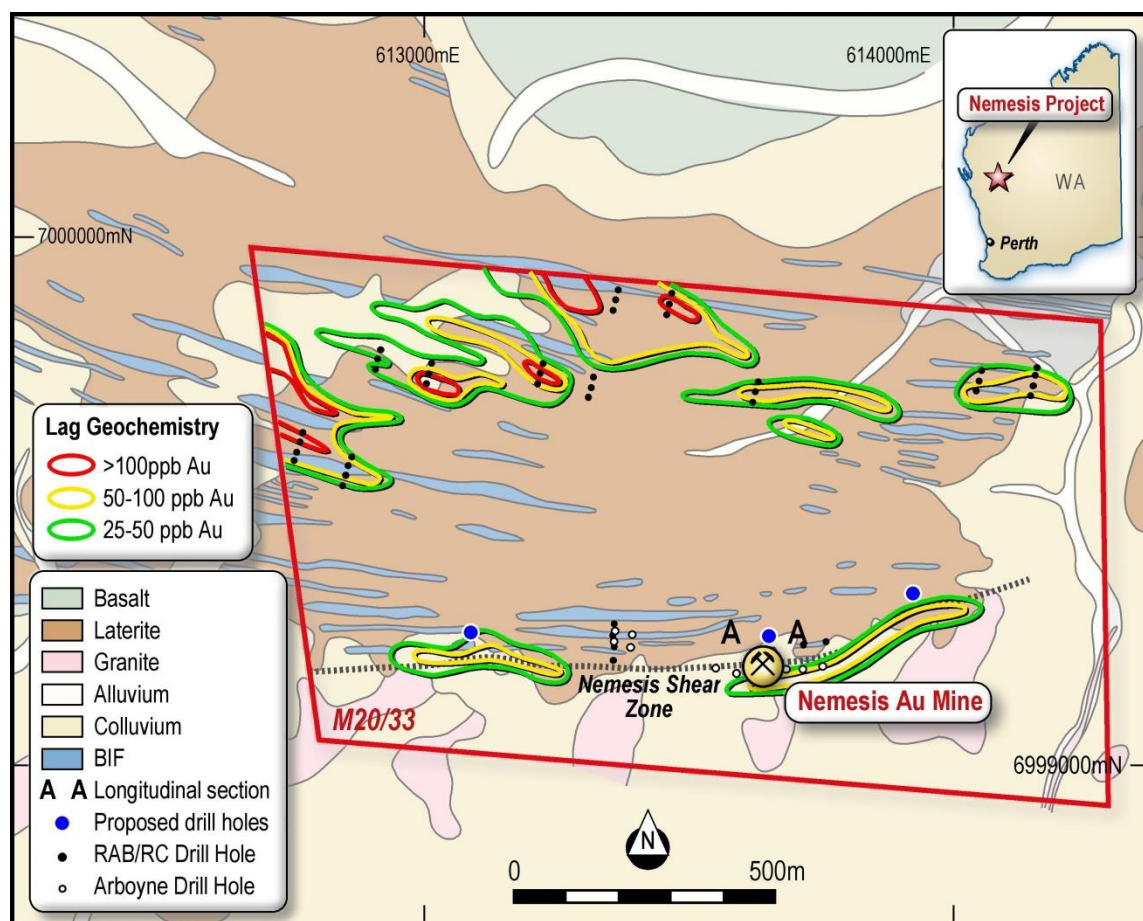 613000mE
614000mE
Nemesis Project
WA
Perth
7000000mN
Lag Geochemistry
>100ppb Au
50-100 ppb Au
25-50 ppb Au
Basalt
Laterite
Granite
Alluvium
Colluvium
BIF
A A Longitudinal section
Proposed drill holes
RAB/RC Drill Hole
Arboyne Drill Hole
A A
Nemesis Shear
Zone
Nemesis Au Mine
M20/33
6999000mN
N
0 500m